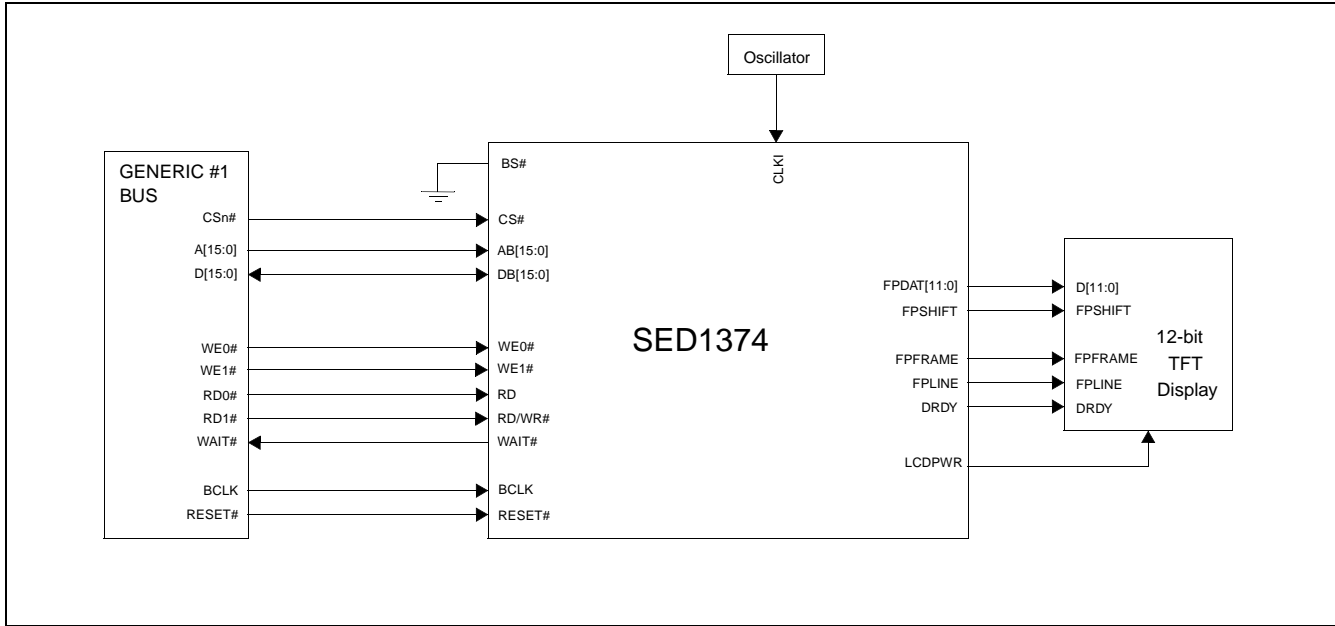 Oscillator
CLKI
GENERIC #1
BUS
CSn#
A[15:0]
D[15:0]
WE0#
WE1#
RD0#
RD1#
WAIT#
BCLK
RESET#
BS#
CS#
AB[15:0]
DB[15:0]
WE0#
WE1#
RD
RD/WR#
WAIT#
BCLK
RESET#
SED1374
FPDAT[11:0]
FPSHIFT
FPFRAME
FPLINE
DRDY
LCDPWR
D[11:0]
FPSHIFT
FPFRAME
FPLINE
DRDY
12-bit
TFT
Display